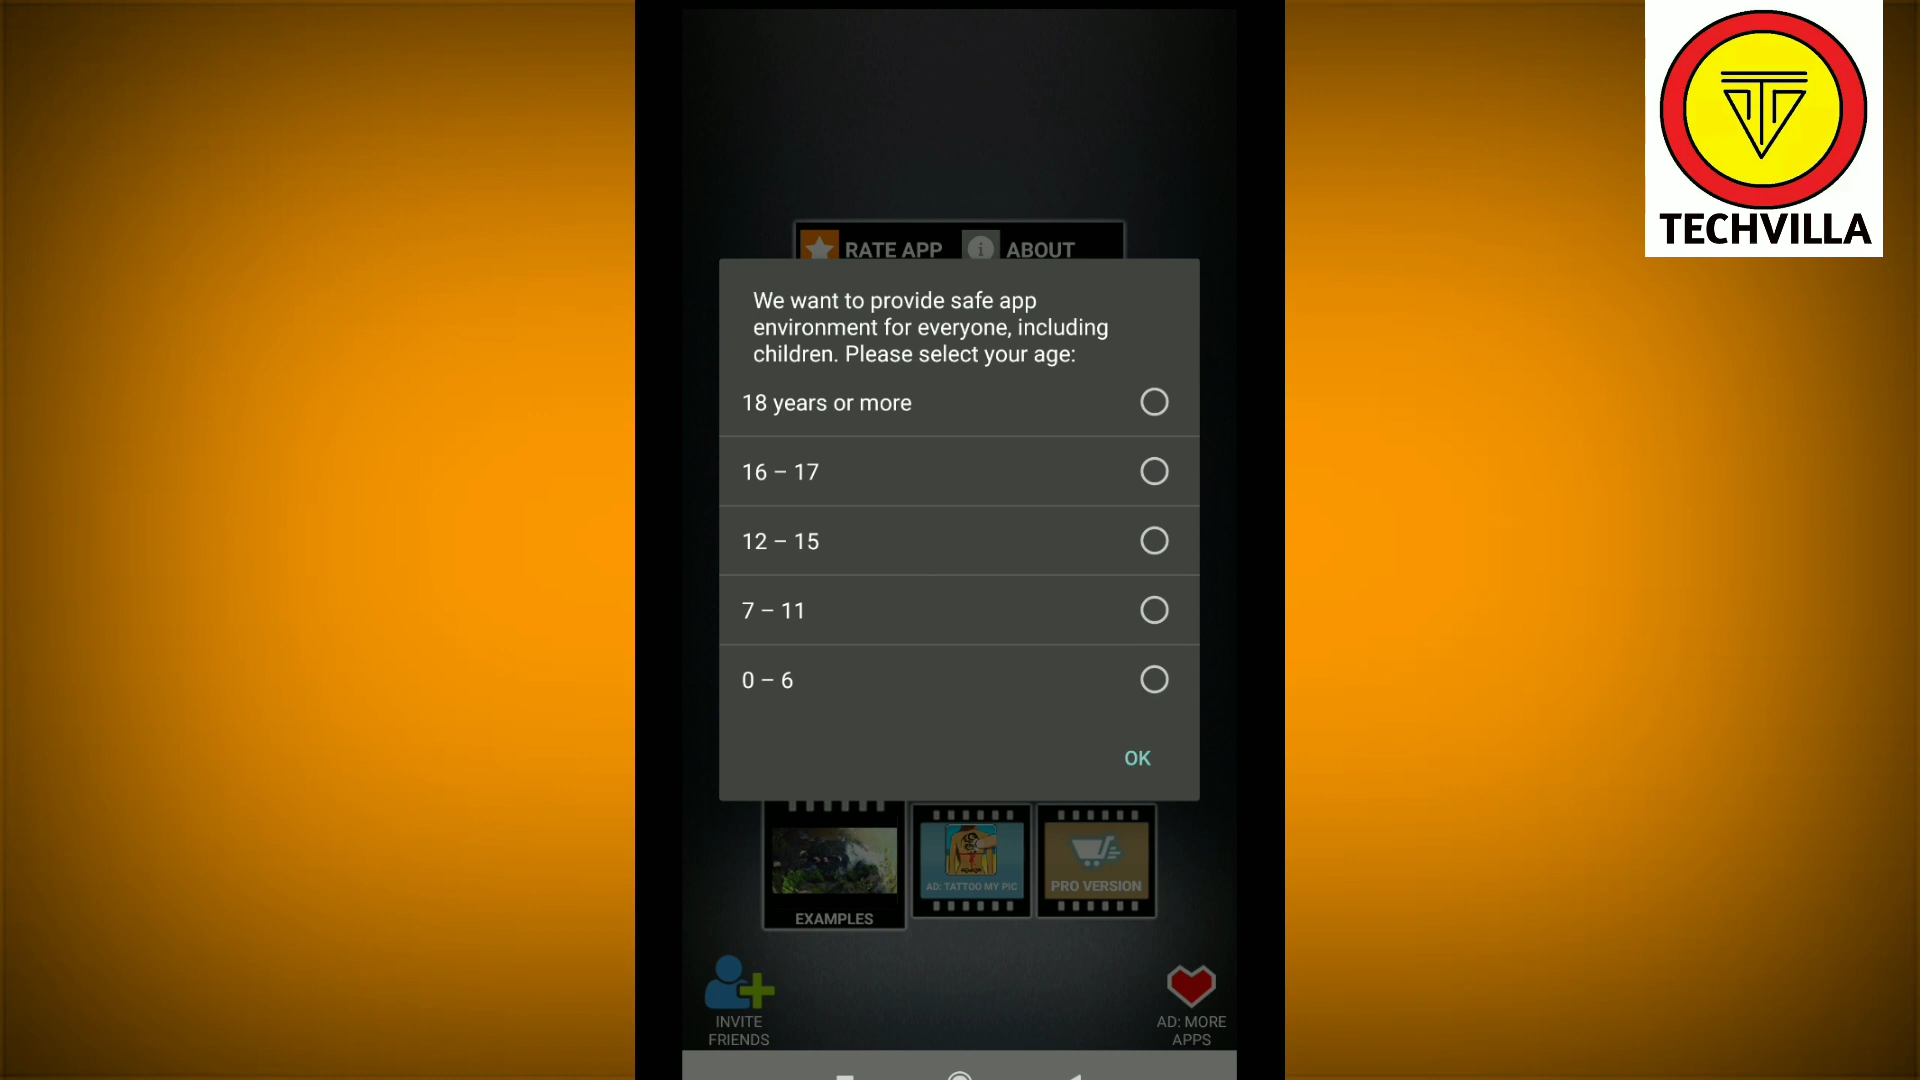 TECHVILLA
RATE APP
ABOUT
We want to provide safe app
environment for everyone, including
children. Please select your age:
18 years or more
16 – 17
12 – 15
7 – 11
0 – 6
OK
EXAMPLES
AD: TATTOO MY PIC
PRO VERSION
INVITE
FRIENDS
AD: MORE
APPS